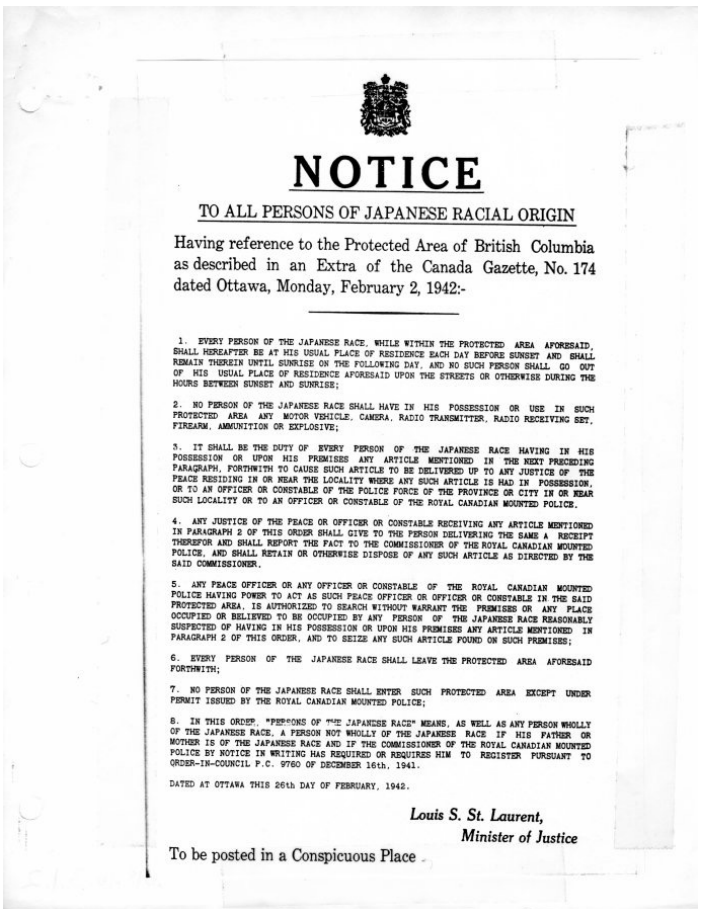 NOTICE
TO ALL PERSONS OF JAPANESE RACIAL ORIGIN
Having reference to the Protected Area of British Columbia
as described in an Extra of the Canada Gazette, No. 174
dated Ottawa, Monday, February 2, 1942:-
1. EVERY PERSON OF THE JAPANESE RACE, WHILE WITHIN THE PROTECTED AREA AFORESAID,
SHALL HEREAFTER BE AT HIS USUAL PLACE OF RESIDENCE EACH DAY BEFORE SUNSET AND SHALL
REMAIN THEREIN UNTIL SUNRISE ON THE FOLLOWING DAY, AND NO SUCH PERSON SHALL GO OUT
OF HIS USUAL PLACE OF RESIDENCE AFORESAID UPON THE STREETS OR OTHERWISE DURING THE
HOURS BETWEEN SUNSET AND SUNRISE;
2. NO PERSON OF THE JAPANESE RACE SHALL HAVE IN HIS POSSESSION OR USE IN SUCH
PROTECTED AREA ANY MOTOR VEHICLE, CAMERA, RADIO TRANSMITTER, RADIO RECEIVING SET,
FIREARM, AMMUNITION OR EXPLOSIVE;
3. IT SHALL BE THE DUTY OF EVERY PERSON OF THE JAPANESE RACE HAVING IN HIS
POSSESSION OR UPON HIS PREMISES ANY ARTICLE MENTIONED IN THE NEXT PRECEDING
PARAGRAPH, FORTHWITH TO CAUSE SUCH ARTICLE TO BE DELIVERED UP TO ANY JUSTICE OF THE
PEACE RESIDING IN OR NEAR THE LOCALITY WHERE ANY SUCH ARTICLE IS HAD IN POSSESSION,
OR TO AN OFFICER OR CONSTABLE OF THE POLICE FORCE OF THE PROVINCE OR CITY IN OR NEAR
SUCH LOCALITY OR TO AN OFFICER OR CONSTABLE OF THE ROYAL CANADIAN MOUNTED POLICE.
4. ANY JUSTICE OF THE PEACE OR OFFICER OR CONSTABLE RECEIVING ANY ARTICLE MENTIONED
IN PARAGRAPH 2 OF THIS ORDER SHALL GIVE TO THE PERSON DELIVERING THE SAME A RECEIPT
THEREFOR AND SHALL REPORT THE FACT TO THE COMMISSIONER OF THE ROYAL CANADIAN MOUNTED
POLICE, AND SHALL RETAIN OR OTHERWISE DISPOSE OF ANY SUCH ARTICLE AS DIRECTED BY THE
SAID COMMISSIONER.
5. ANY PEACE OFFICER OR ANY OFFICER OR CONSTABLE OF THE ROYAL CANADIAN MOUNTED
POLICE HAVING POWER TO ACT AS SUCH PEACE OFFICER OR OFFICER OR CONSTABLE IN THE SAID
PROTECTED AREA, IS AUTHORIZED TO SEARCH WITHOUT WARRANT THE PREMISES OR ANY PLACE
OCCUPIED OR BELIEVED TO BE OCCUPIED BY ANY PERSON OF THE JAPANESE RACE REASONABLY
SUSPECTED OF HAVING IN HIS POSSESSION OR UPON HIS PREMISES ANY ARTICLE MENTIONED IN
PARAGRAPH 2 OF THIS ORDER, AND TO SEIZE ANY SUCH ARTICLE FOUND ON SUCH PREMISES;
6. EVERY PERSON OF THE JAPANESE RACE SHALL LEAVE THE PROTECTED AREA AFORESAID
FORTHWITH;
7. NO PERSON OF THE JAPANESE RACE SHALL ENTER SUCH PROTECTED AREA EXCEPT UNDER
PERMIT ISSUED BY THE ROYAL CANADIAN MOUNTED POLICE;
8. IN THIS ORDER, "PERSONS OF THE JAPANESE RACE" MEANS, AS WELL AS ANY PERSON WHOLLY
OF THE JAPANESE RACE, A PERSON NOT WHOLLY OF THE JAPANESE RACE IF HIS FATHER OR
MOTHER IS OF THE JAPANESE RACE AND IF THE COMMISSIONER OF THE ROYAL CANADIAN MOUNTED
POLICE BY NOTICE IN WRITING HAS REQUIRED OR REQUIRES HIM TO REGISTER PURSUANT TO
ORDER-IN-COUNCIL P.C. 9760 OF DECEMBER 16th, 1941.
DATED AT OTTAWA THIS 26th DAY OF FEBRUARY, 1942.
Louis S. St. Laurent,
Minister of Justice
To be posted in a Conspicuous Place